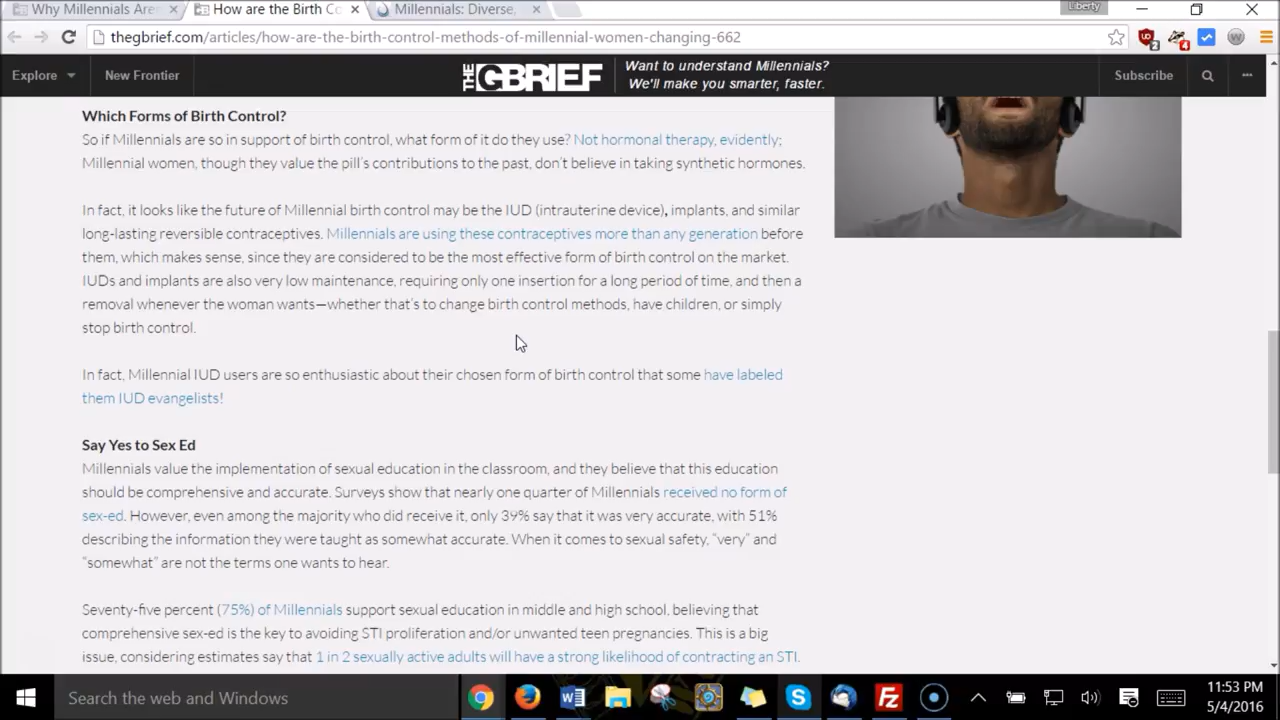 Why Millennials Aren
How are the Birth Co
Millennials: Diverse,
Liberty
thegbrief.com/articles/how-are-the-birth-control-methods-of-millennial-women-changing-662
2
4
Explore
New Frontier
THE GBRIEF
Want to understand Millennials?
We'll make you smarter, faster.
Subscribe
Which Forms of Birth Control?
So if Millennials are so in support of birth control, what form of it do they use? Not hormonal therapy, evidently;
Millennial women, though they value the pill's contributions to the past, don't believe in taking synthetic hormones.
In fact, it looks like the future of Millennial birth control may be the IUD (intrauterine device), implants, and similar
long-lasting reversible contraceptives. Millennials are using these contraceptives more than any generation before
them, which makes sense, since they are considered to be the most effective form of birth control on the market.
IUDs and implants are also very low maintenance, requiring only one insertion for a long period of time, and then a
removal whenever the woman wants—whether that's to change birth control methods, have children, or simply
stop birth control.
In fact, Millennial IUD users are so enthusiastic about their chosen form of birth control that some have labeled
them IUD evangelists!
Say Yes to Sex Ed
Millennials value the implementation of sexual education in the classroom, and they believe that this education
should be comprehensive and accurate. Surveys show that nearly one quarter of Millennials received no form of
sex-ed. However, even among the majority who did receive it, only 39% say that it was very accurate, with 51%
describing the information they were taught as somewhat accurate. When it comes to sexual safety, “very” and
“somewhat” are not the terms one wants to hear.
Seventy-five percent (75%) of Millennials support sexual education in middle and high school, believing that
comprehensive sex-ed is the key to avoiding STI proliferation and/or unwanted teen pregnancies. This is a big
issue, considering estimates say that 1 in 2 sexually active adults will have a strong likelihood of contracting an STI.
Search the web and Windows
11:53 PM
5/4/2016